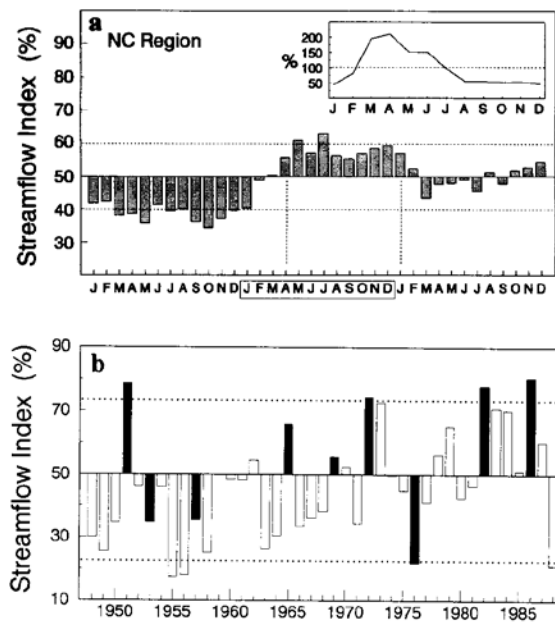 a NC Region
Streamflow Index (%)
90
80
70
60
50
40
30
%
200
150
100
50
J F M A M J J A S O N D
J F M A M J J A S O N D J F M A M J J A S O N D J F M A M J J A S O N D
b
Streamflow Index (%)
90
70
50
30
10
1950 1955 1960 1965 1970 1975 1980 1985